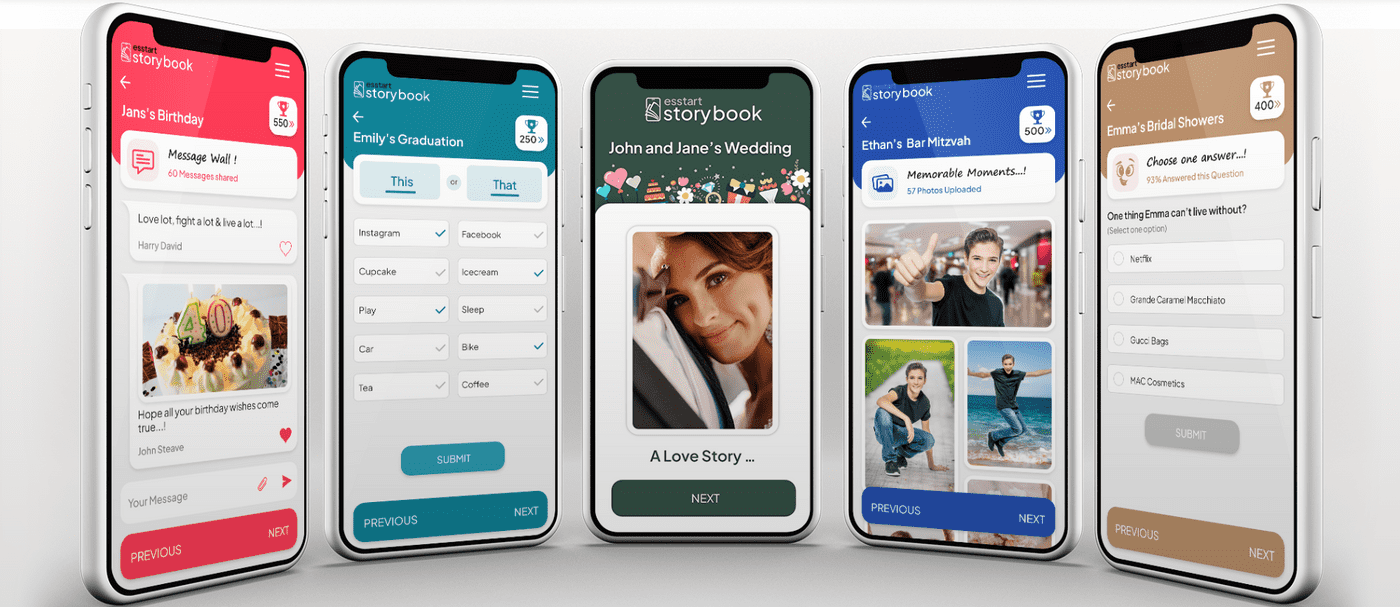 esstart
storybook
Jans's Birthday
550»
Message Wall !
60 Messages shared
Love lot, fight a lot & live a lot...!
Harry David
40
Hope all your birthday wishes come
true...!
John Steave
Your Message
PREVIOUS
NEXT
esstart
storybook
Emily's Graduation
250»
This
or
That
Instagram
Facebook
Cupcake
Icecream
Play
Sleep
Car
Bike
Tea
Coffee
SUBMIT
PREVIOUS
NEXT
esstart
storybook
John and Jane's Wedding
A Love Story ...
NEXT
esstart
storybook
Ethan's Bar Mitzvah
500»
Memorable Moments...!
57 Photos Uploaded
PREVIOUS
NEXT
esstart
storybook
Emma's Bridal Showers
400»
Choose one answer...!
93% Answered this Question
One thing Emma can't live without?
(Select one option)
Netflix
Grande Caramel Macchiato
Gucci Bags
MAC Cosmetics
SUBMIT
PREVIOUS
NEXT